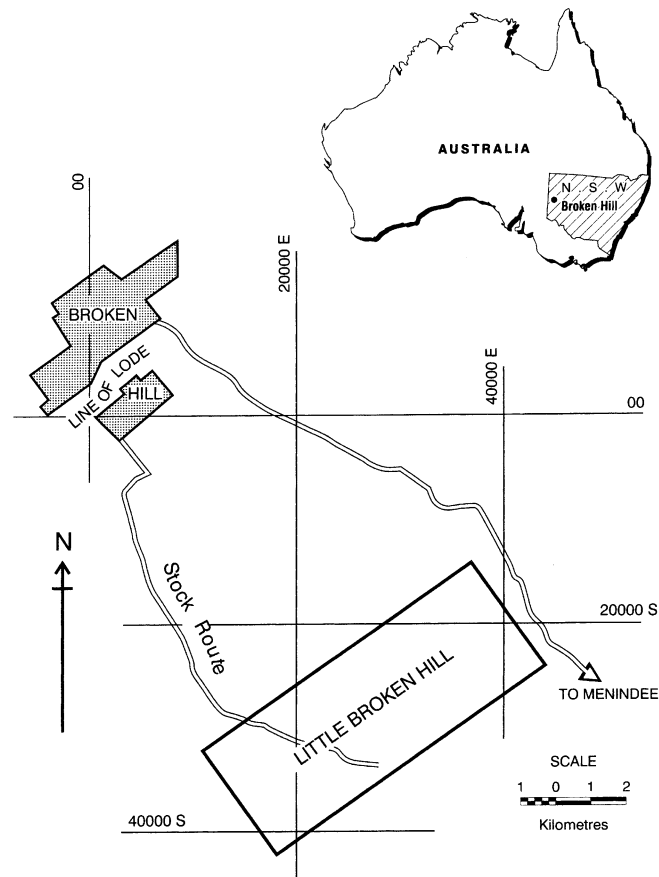 AUSTRALIA
N S W
Broken Hill
00
20000 E
BROKEN
LINE OF LODE
HILL
40000 E
00
N
Stock Route
20000 S
LITTLE BROKEN HILL
TO MENINDEE
SCALE
1 0 1 2
Kilometres
40000 S